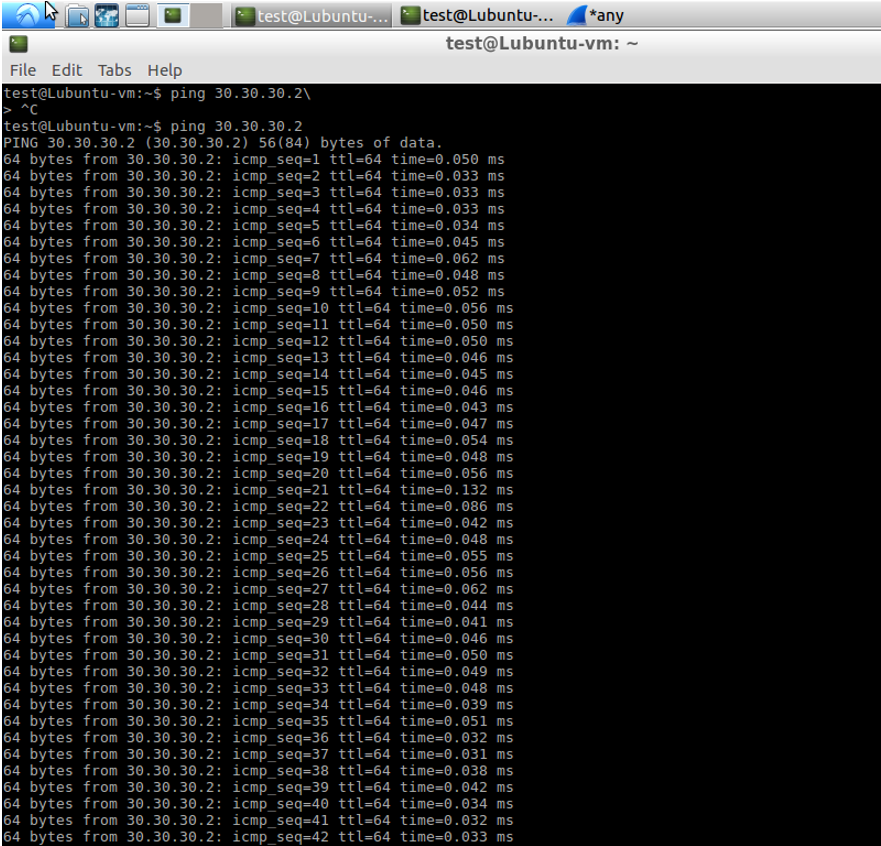 test@Lubuntu-... test@Lubuntu-... *any
test@Lubuntu-vm: ~
File Edit Tabs Help
test@Lubuntu-vm:~$ ping 30.30.30.2\
> ^C
test@Lubuntu-vm:~$ ping 30.30.30.2
PING 30.30.30.2 (30.30.30.2) 56(84) bytes of data.
64 bytes from 30.30.30.2: icmp_seq=1 ttl=64 time=0.050 ms
64 bytes from 30.30.30.2: icmp_seq=2 ttl=64 time=0.033 ms
64 bytes from 30.30.30.2: icmp_seq=3 ttl=64 time=0.033 ms
64 bytes from 30.30.30.2: icmp_seq=4 ttl=64 time=0.033 ms
64 bytes from 30.30.30.2: icmp_seq=5 ttl=64 time=0.034 ms
64 bytes from 30.30.30.2: icmp_seq=6 ttl=64 time=0.045 ms
64 bytes from 30.30.30.2: icmp_seq=7 ttl=64 time=0.062 ms
64 bytes from 30.30.30.2: icmp_seq=8 ttl=64 time=0.048 ms
64 bytes from 30.30.30.2: icmp_seq=9 ttl=64 time=0.052 ms
64 bytes from 30.30.30.2: icmp_seq=10 ttl=64 time=0.056 ms
64 bytes from 30.30.30.2: icmp_seq=11 ttl=64 time=0.050 ms
64 bytes from 30.30.30.2: icmp_seq=12 ttl=64 time=0.050 ms
64 bytes from 30.30.30.2: icmp_seq=13 ttl=64 time=0.046 ms
64 bytes from 30.30.30.2: icmp_seq=14 ttl=64 time=0.045 ms
64 bytes from 30.30.30.2: icmp_seq=15 ttl=64 time=0.046 ms
64 bytes from 30.30.30.2: icmp_seq=16 ttl=64 time=0.043 ms
64 bytes from 30.30.30.2: icmp_seq=17 ttl=64 time=0.047 ms
64 bytes from 30.30.30.2: icmp_seq=18 ttl=64 time=0.054 ms
64 bytes from 30.30.30.2: icmp_seq=19 ttl=64 time=0.048 ms
64 bytes from 30.30.30.2: icmp_seq=20 ttl=64 time=0.056 ms
64 bytes from 30.30.30.2: icmp_seq=21 ttl=64 time=0.132 ms
64 bytes from 30.30.30.2: icmp_seq=22 ttl=64 time=0.086 ms
64 bytes from 30.30.30.2: icmp_seq=23 ttl=64 time=0.042 ms
64 bytes from 30.30.30.2: icmp_seq=24 ttl=64 time=0.048 ms
64 bytes from 30.30.30.2: icmp_seq=25 ttl=64 time=0.055 ms
64 bytes from 30.30.30.2: icmp_seq=26 ttl=64 time=0.056 ms
64 bytes from 30.30.30.2: icmp_seq=27 ttl=64 time=0.062 ms
64 bytes from 30.30.30.2: icmp_seq=28 ttl=64 time=0.044 ms
64 bytes from 30.30.30.2: icmp_seq=29 ttl=64 time=0.041 ms
64 bytes from 30.30.30.2: icmp_seq=30 ttl=64 time=0.046 ms
64 bytes from 30.30.30.2: icmp_seq=31 ttl=64 time=0.050 ms
64 bytes from 30.30.30.2: icmp_seq=32 ttl=64 time=0.049 ms
64 bytes from 30.30.30.2: icmp_seq=33 ttl=64 time=0.048 ms
64 bytes from 30.30.30.2: icmp_seq=34 ttl=64 time=0.039 ms
64 bytes from 30.30.30.2: icmp_seq=35 ttl=64 time=0.051 ms
64 bytes from 30.30.30.2: icmp_seq=36 ttl=64 time=0.032 ms
64 bytes from 30.30.30.2: icmp_seq=37 ttl=64 time=0.031 ms
64 bytes from 30.30.30.2: icmp_seq=38 ttl=64 time=0.038 ms
64 bytes from 30.30.30.2: icmp_seq=39 ttl=64 time=0.042 ms
64 bytes from 30.30.30.2: icmp_seq=40 ttl=64 time=0.034 ms
64 bytes from 30.30.30.2: icmp_seq=41 ttl=64 time=0.032 ms
64 bytes from 30.30.30.2: icmp_seq=42 ttl=64 time=0.033 ms